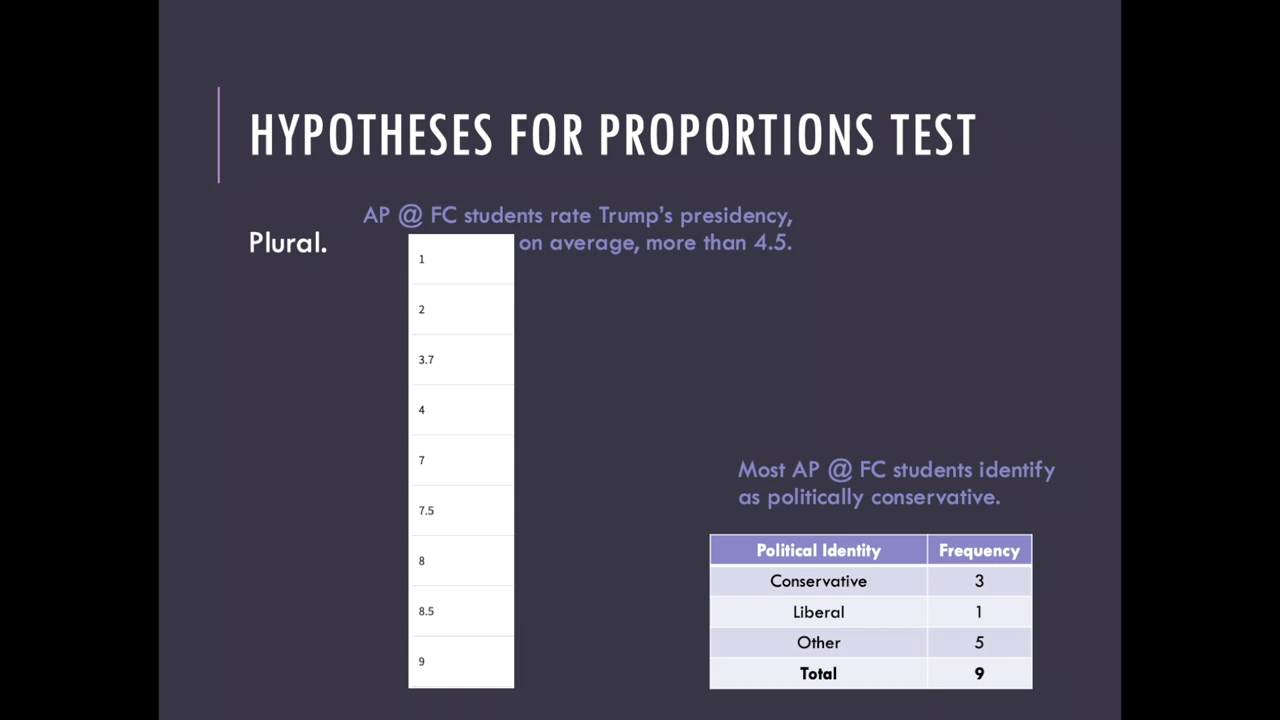 HYPOTHESES FOR PROPORTIONS TEST
AP @ FC students rate Trump's presidency,
on average, more than 4.5.
Plural.
1
2
3.7
4
7
7.5
8
8.5
9
Most AP @ FC students identify
as politically conservative.
Political Identity Frequency
Conservative 3
Liberal 1
Other 5
Total 9